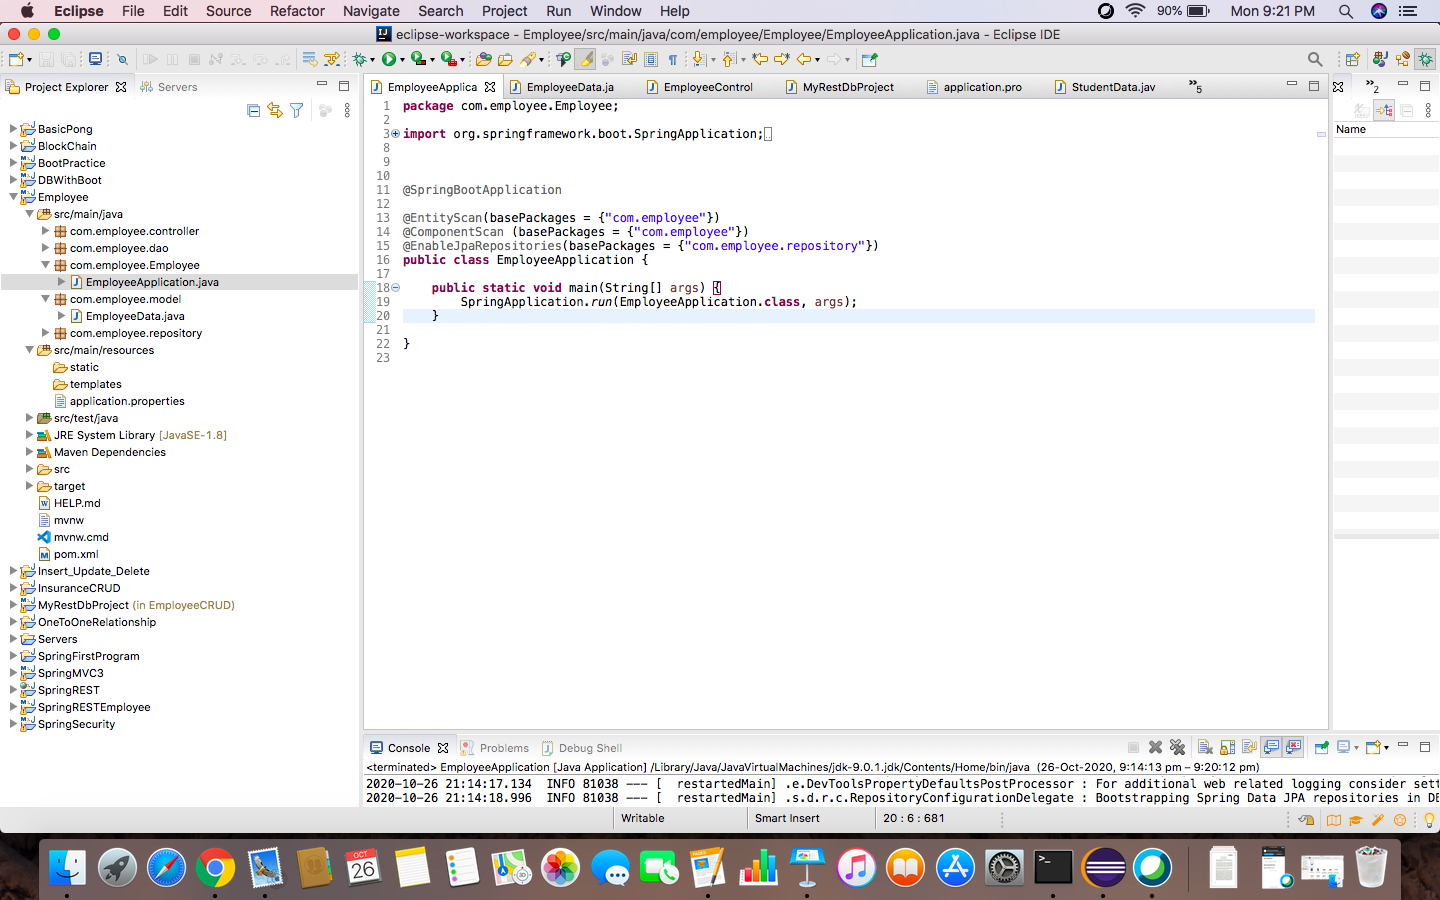 Eclipse File Edit Source Refactor Navigate Search Project Run Window Help 90% Mon 9:21 PM
eclipse-workspace - Employee/src/main/java/com/employee/Employee/EmployeeApplication.java - Eclipse IDE
Project Explorer Servers
EmployeeApplica EmployeeData.ja EmployeeControl MyRestDbProject application.pro StudentData.jav »5 »2
Name
BasicPong
BlockChain
BootPractice
DBWithBoot
Employee
src/main/java
com.employee.controller
com.employee.dao
com.employee.Employee
EmployeeApplication.java
com.employee.model
EmployeeData.java
com.employee.repository
src/main/resources
static
templates
application.properties
src/test/java
JRE System Library [JavaSE-1.8]
Maven Dependencies
src
target
HELP.md
mvnw
mvnw.cmd
pom.xml
Insert_Update_Delete
InsuranceCRUD
MyRestDbProject (in EmployeeCRUD)
OneToOneRelationship
Servers
SpringFirstProgram
SpringMVC3
SpringREST
SpringRESTEmployee
SpringSecurity
1 package com.employee.Employee;
2
3 import org.springframework.boot.SpringApplication;
8
9
10
11 @SpringBootApplication
12
13 @EntityScan(basePackages = {"com.employee"})
14 @ComponentScan (basePackages = {"com.employee"})
15 @EnableJpaRepositories(basePackages = {"com.employee.repository"})
16 public class EmployeeApplication {
17
18 public static void main(String[] args) {
19 SpringApplication.run(EmployeeApplication.class, args);
20 }
21
22 }
23
Console Problems Debug Shell
<terminated> EmployeeApplication [Java Application] /Library/Java/JavaVirtualMachines/jdk-9.0.1.jdk/Contents/Home/bin/java (26-Oct-2020, 9:14:13 pm – 9:20:12 pm)
2020-10-26 21:14:17.134 INFO 81038 --- [ restartedMain] .e.DevToolsPropertyDefaultsPostProcessor : For additional web related logging consider sett
2020-10-26 21:14:18.996 INFO 81038 --- [ restartedMain] .s.d.r.c.RepositoryConfigurationDelegate : Bootstrapping Spring Data JPA repositories in DE
Writable Smart Insert 20 : 6 : 681
OCT
26